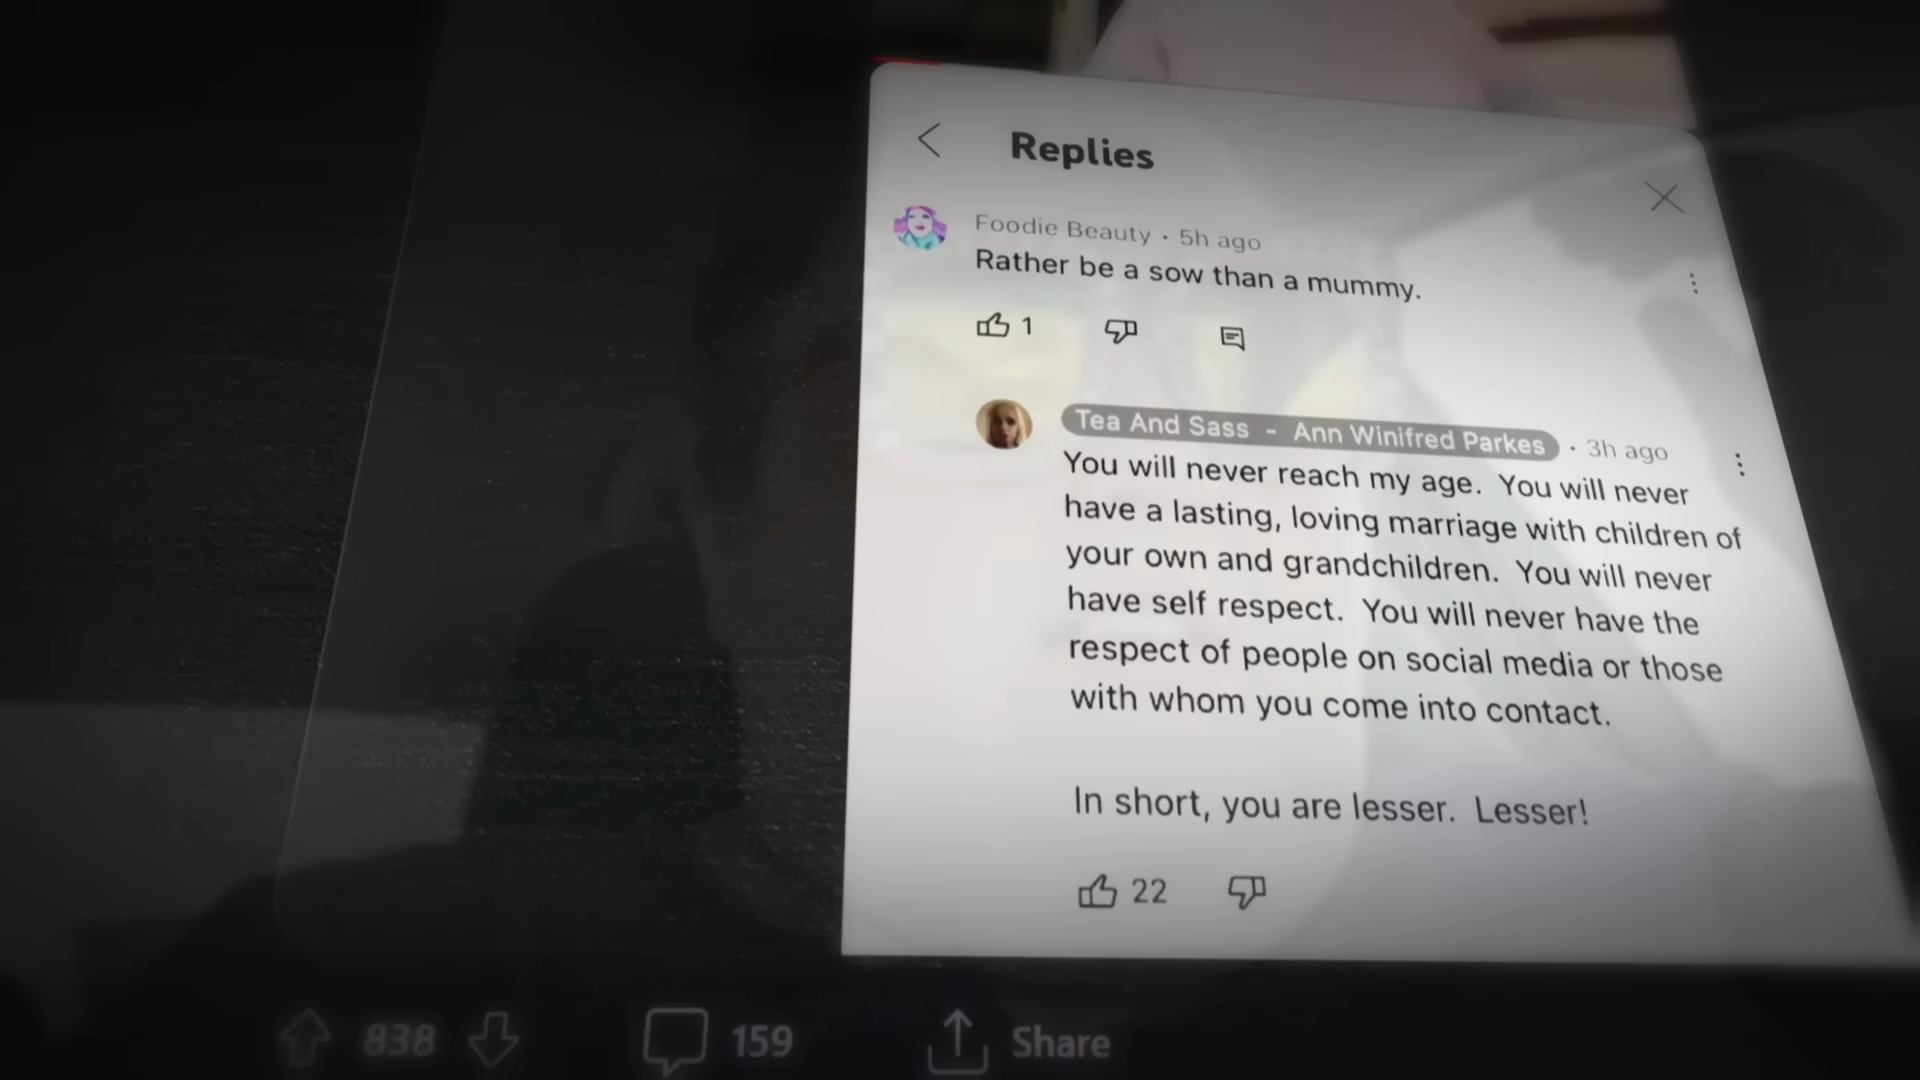 Replies
Foodie Beauty • 5h ago
Rather be a sow than a mummy.
1
Tea And Sass - Ann Winifred Parkes • 3h ago
You will never reach my age. You will never
have a lasting, loving marriage with children of
your own and grandchildren. You will never
have self respect. You will never have the
respect of people on social media or those
with whom you come into contact.
In short, you are lesser. Lesser!
22
838
159
Share